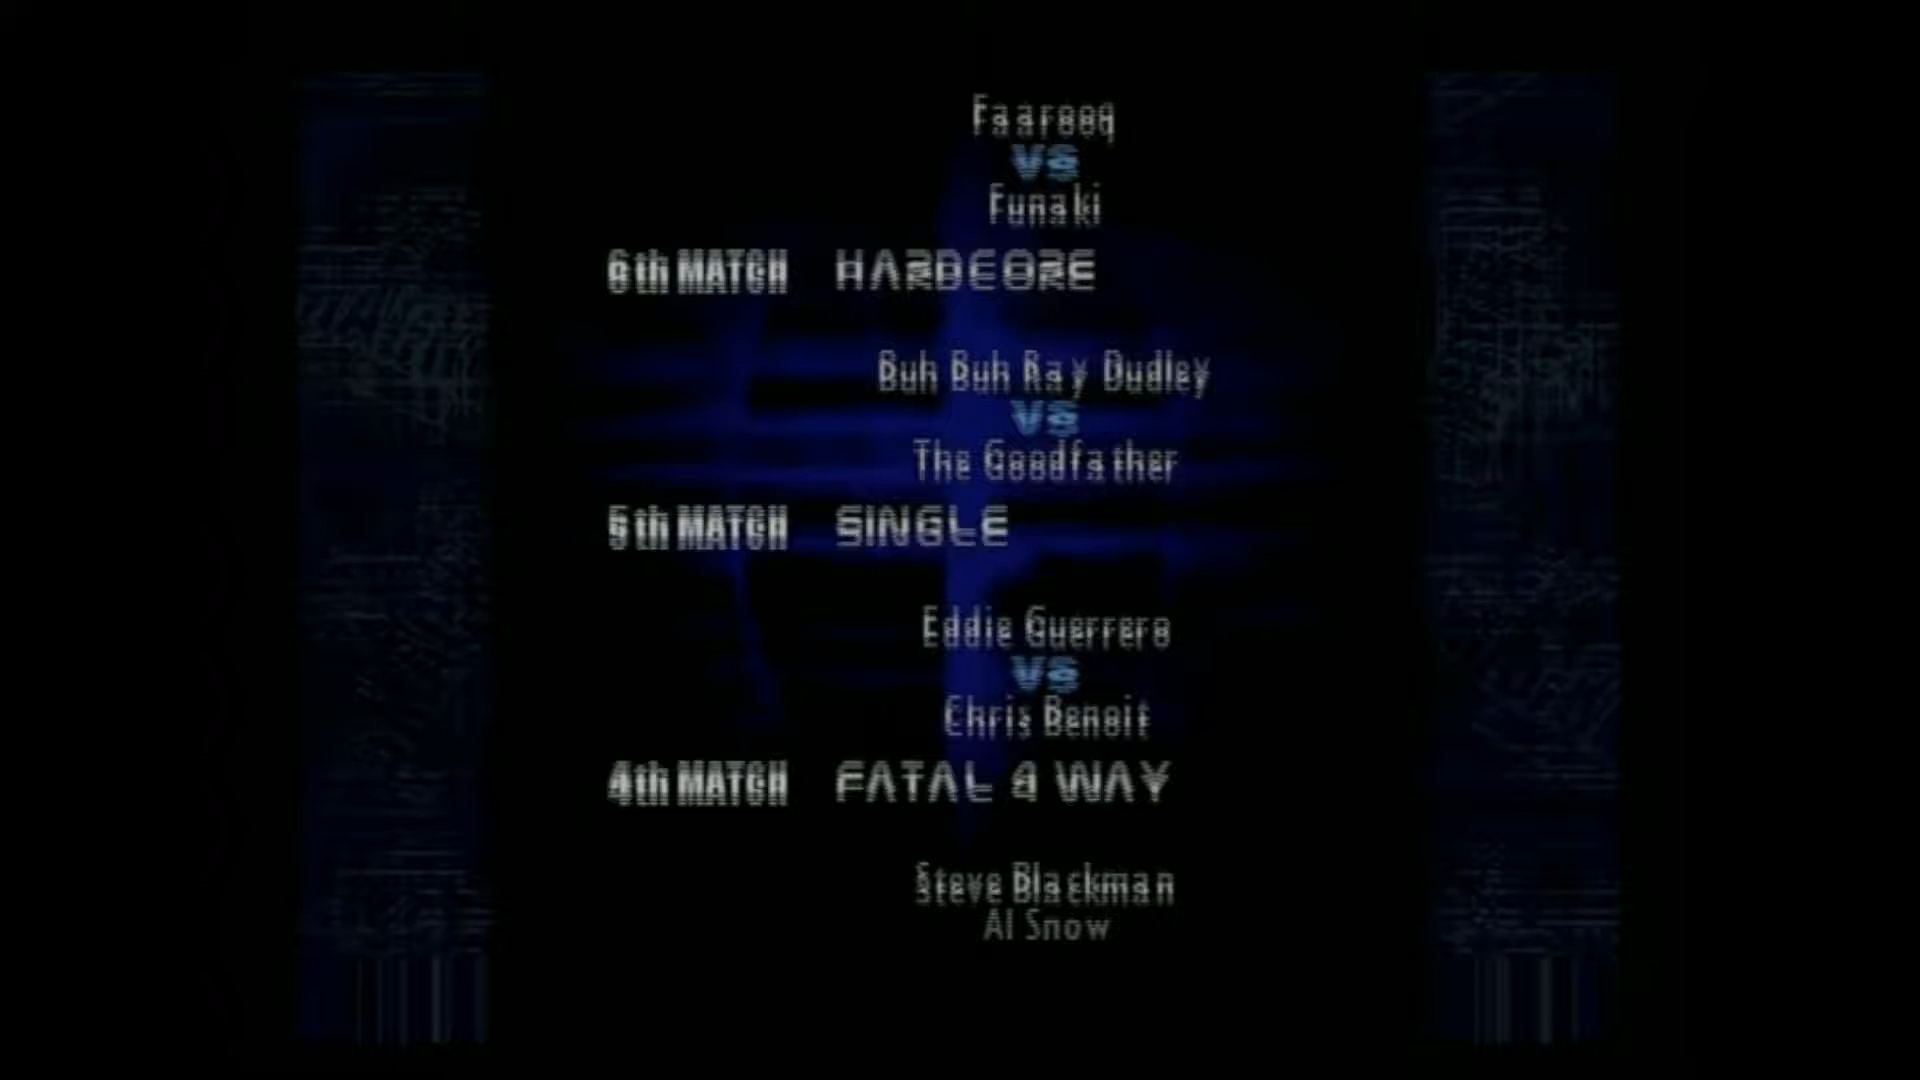 Faarooq
VS
Funaki
6th MATCH HARDCORE
Buh Buh Ray Dudley
VS
The Goodfather
5th MATCH SINGLE
Eddie Guerrero
VS
Chris Benoit
4th MATCH FATAL 4 WAY
Steve Blackman
Al Snow